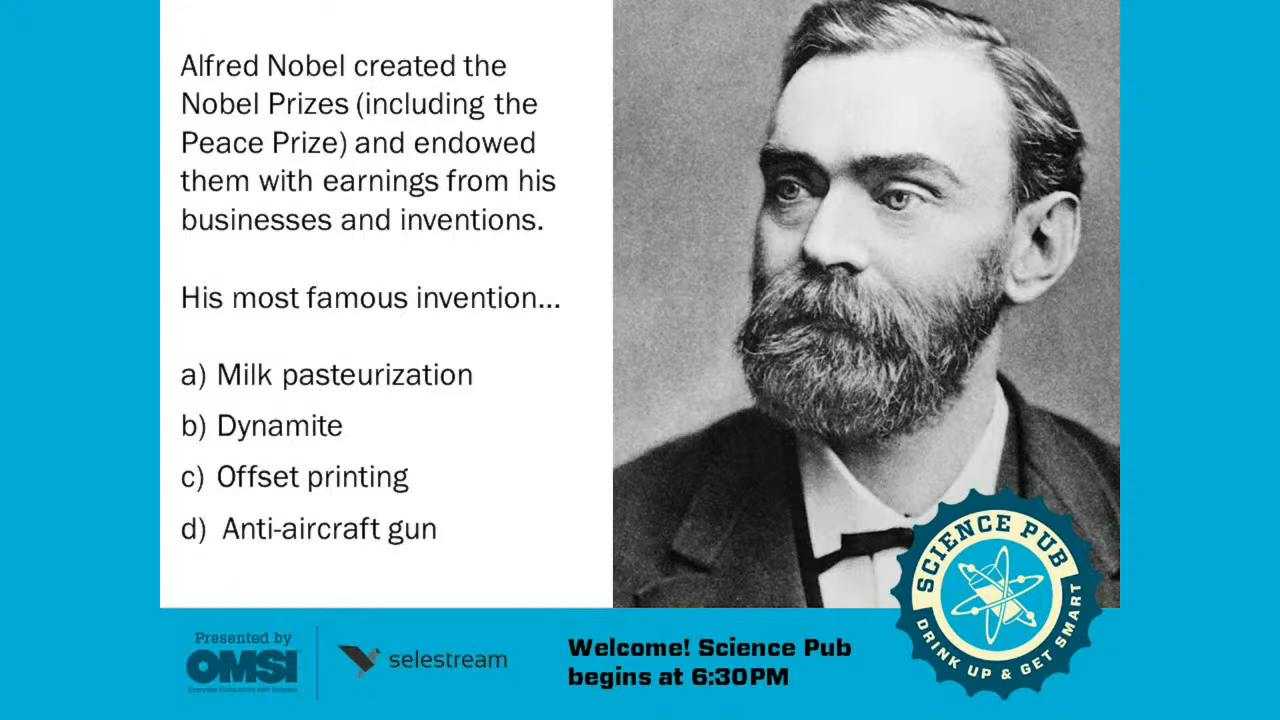 Alfred Nobel created the
Nobel Prizes (including the
Peace Prize) and endowed
them with earnings from his
businesses and inventions.
His most famous invention...
a) Milk pasteurization
b) Dynamite
c) Offset printing
d) Anti-aircraft gun
SCIENCE PUB
DRINK UP & GET SMART
Presented by
OMSI
selestream
Welcome! Science Pub
begins at 6:30PM